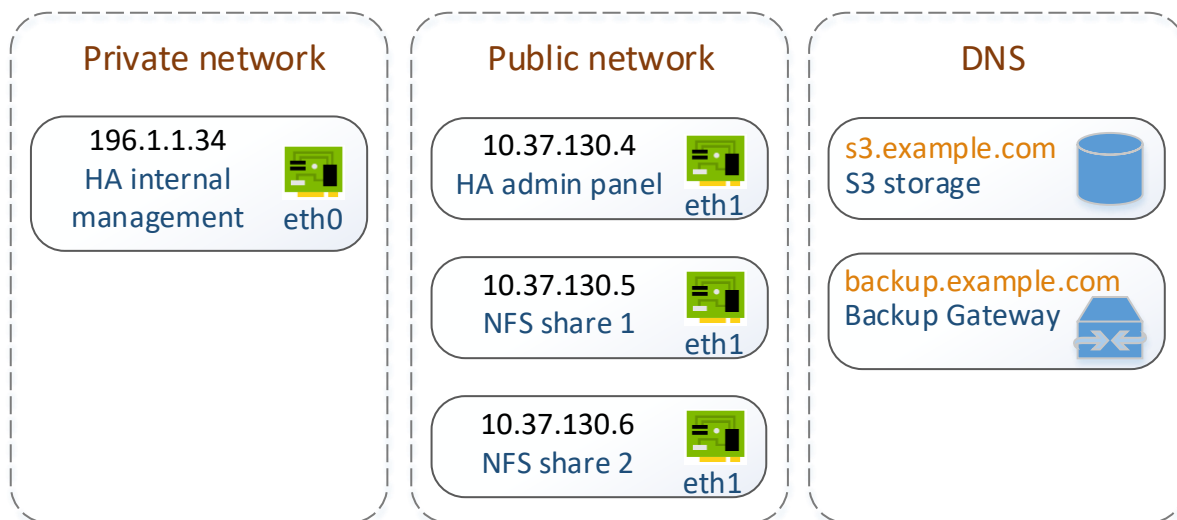 Private network
196.1.1.34
HA internal
management
eth0
Public network
10.37.130.4
HA admin panel
eth1
10.37.130.5
NFS share 1
eth1
10.37.130.6
NFS share 2
eth1
DNS
s3.example.com
S3 storage
backup.example.com
Backup Gateway